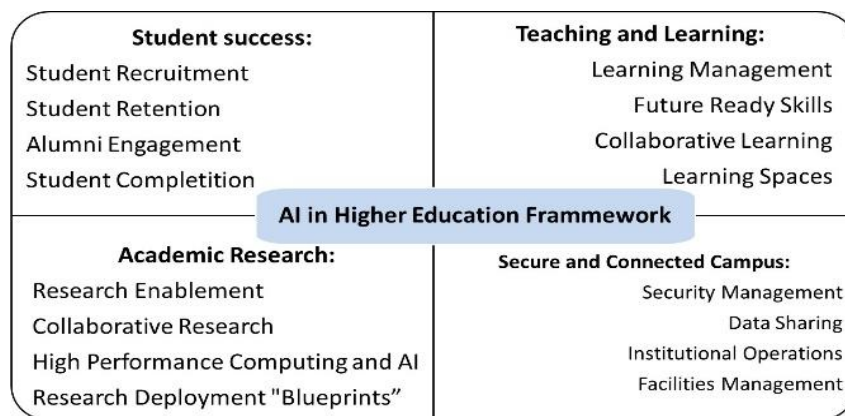 Student success:
Student Recruitment
Student Retention
Alumni Engagement
Student Completition
Teaching and Learning:
Learning Management
Future Ready Skills
Collaborative Learning
Learning Spaces
AI in Higher Education Frammework
Academic Research:
Research Enablement
Collaborative Research
High Performance Computing and AI
Research Deployment "Blueprints”
Secure and Connected Campus:
Security Management
Data Sharing
Institutional Operations
Facilities Management